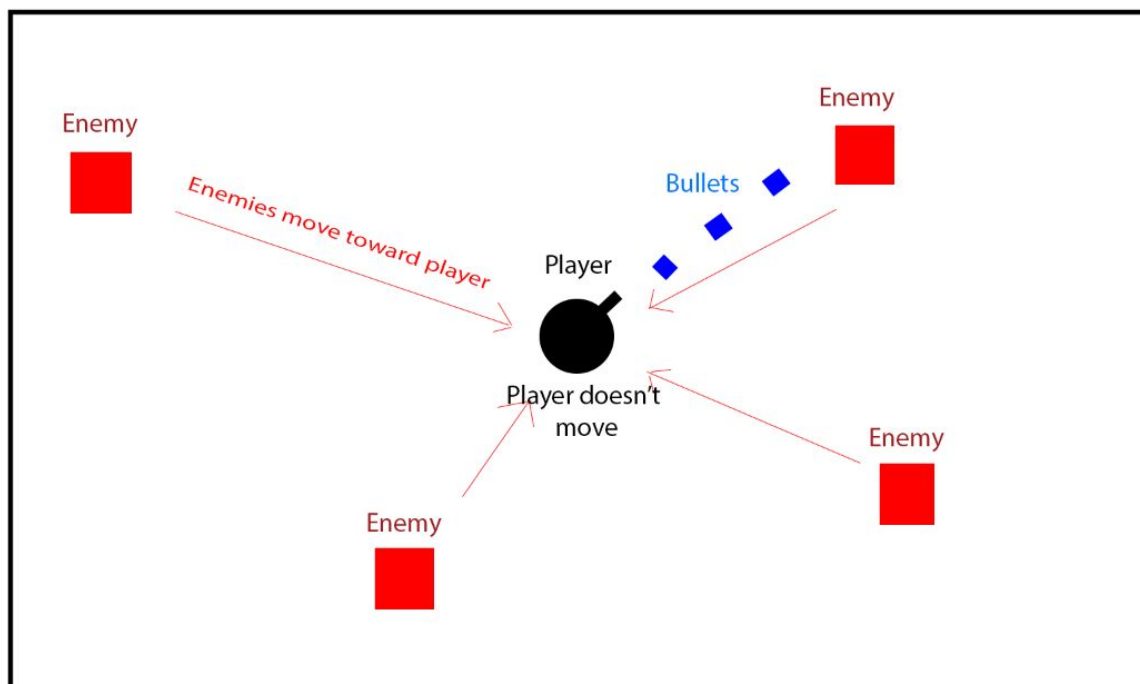 Enemy
Enemy
Enemies move toward player
Bullets
Player
Player doesn't
move
Enemy
Enemy